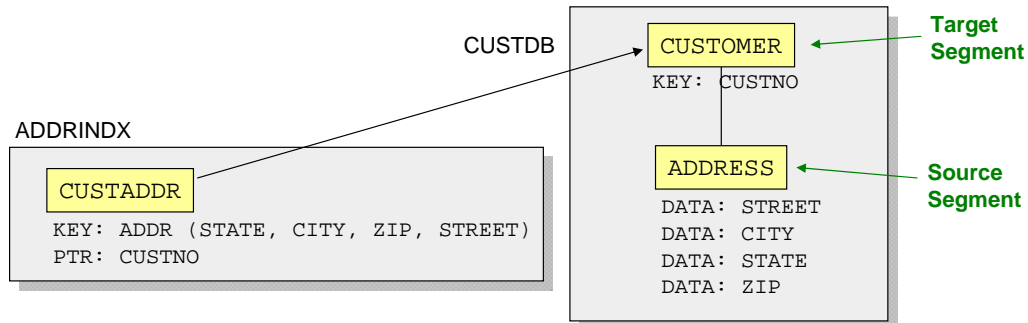 CUSTDB
CUSTOMER
KEY: CUSTNO
Target
Segment
ADDRINDX
CUSTADDR
KEY: ADDR (STATE, CITY, ZIP, STREET)
PTR: CUSTNO
ADDRESS
DATA: STREET
DATA: CITY
DATA: STATE
DATA: ZIP
Source
Segment